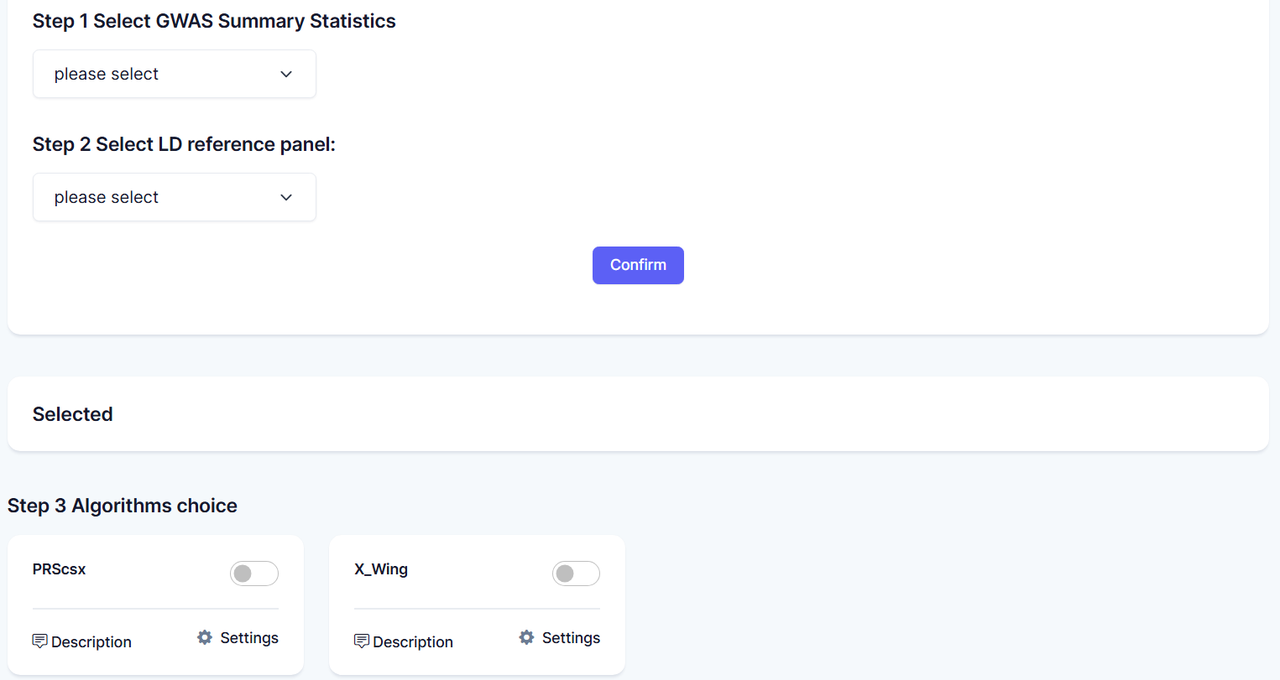 Step 1 Select GWAS Summary Statistics
please select
Step 2 Select LD reference panel:
please select
Confirm
Selected
Step 3 Algorithms choice
PRScsx
Description
Settings
X_Wing
Description
Settings